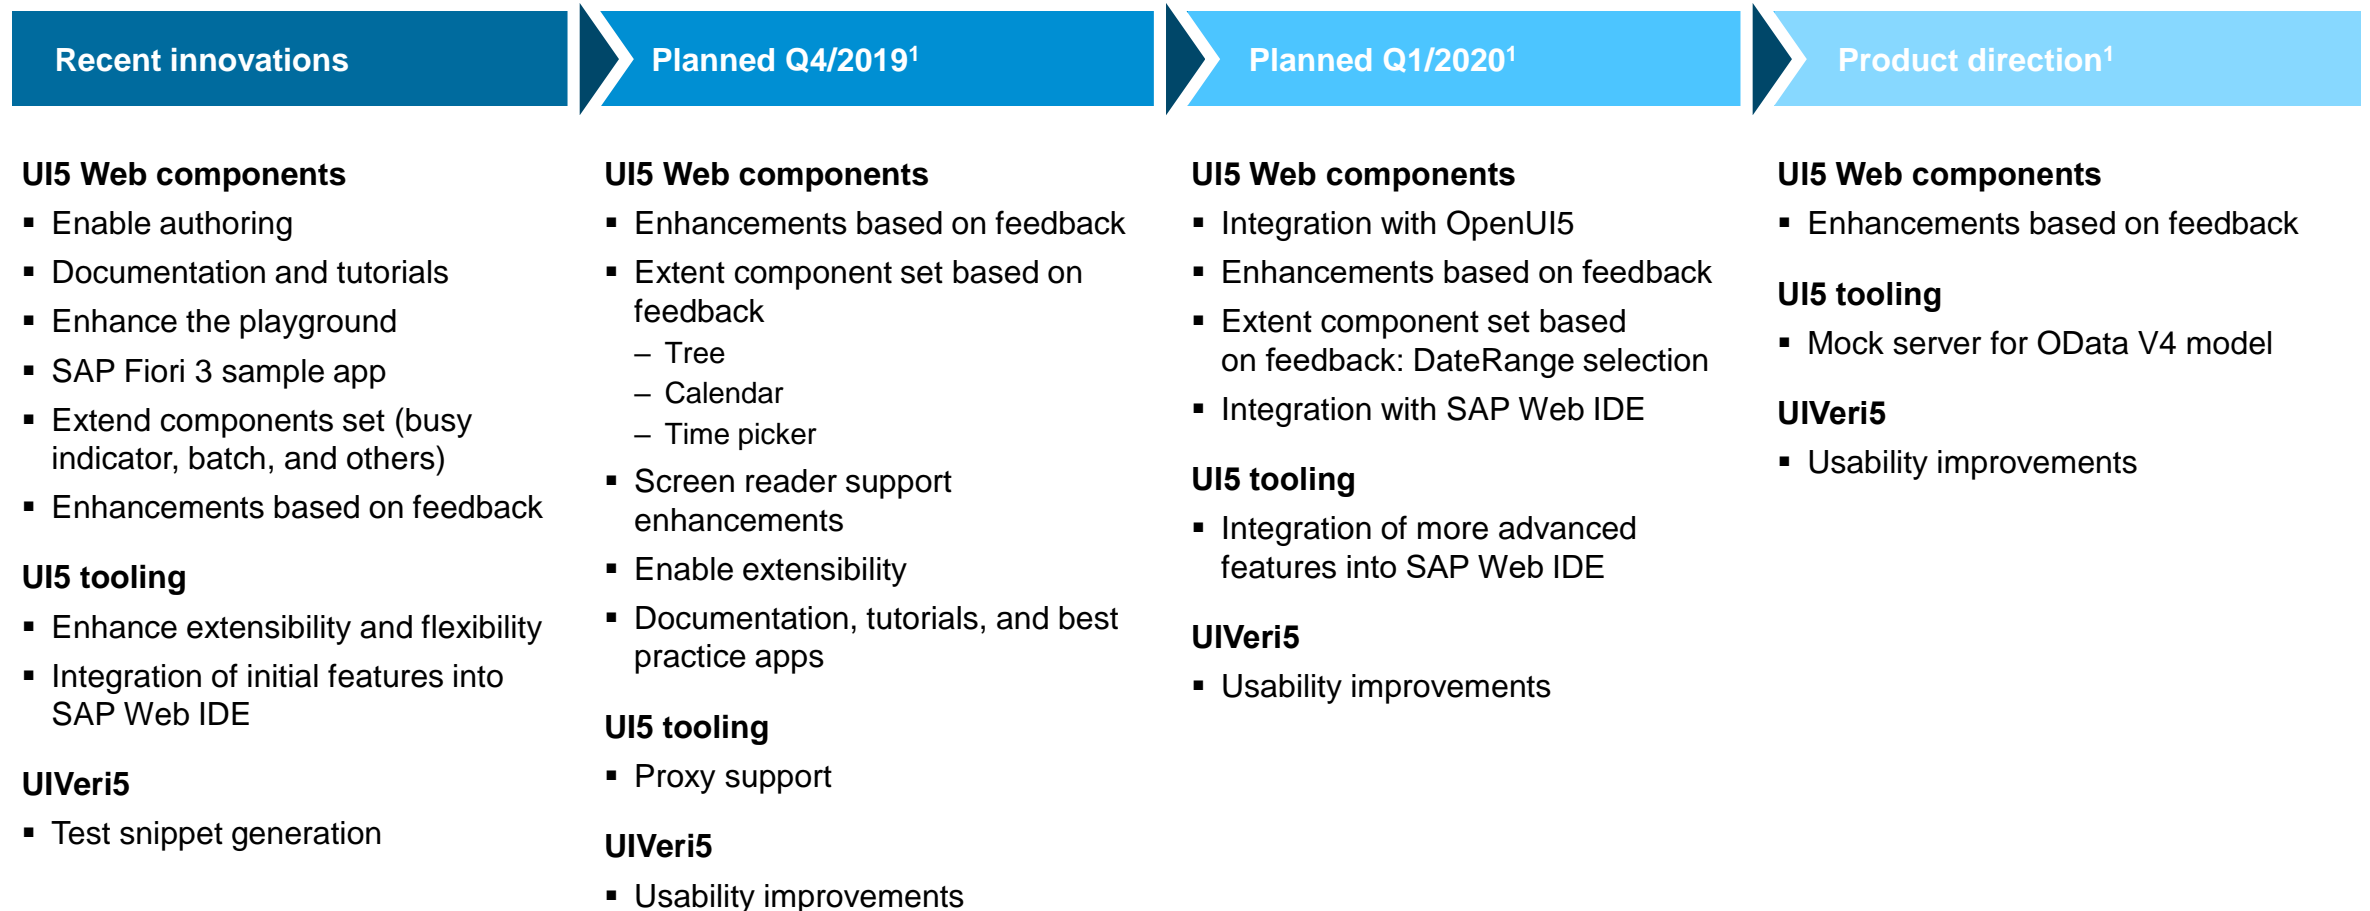 Recent innovations
Planned Q4/2019¹
Planned Q1/2020¹
Product direction¹
UI5 Web components
▪ Enable authoring
▪ Documentation and tutorials
▪ Enhance the playground
▪ SAP Fiori 3 sample app
▪ Extend components set (busy
indicator, batch, and others)
▪ Enhancements based on feedback
UI5 tooling
▪ Enhance extensibility and flexibility
▪ Integration of initial features into
SAP Web IDE
UIVeri5
▪ Test snippet generation
UI5 Web components
▪ Enhancements based on feedback
▪ Extent component set based on
feedback
– Tree
– Calendar
– Time picker
▪ Screen reader support
enhancements
▪ Enable extensibility
▪ Documentation, tutorials, and best
practice apps
UI5 tooling
▪ Proxy support
UIVeri5
▪ Usability improvements
UI5 Web components
▪ Integration with OpenUI5
▪ Enhancements based on feedback
▪ Extent component set based
on feedback: DateRange selection
▪ Integration with SAP Web IDE
UI5 tooling
▪ Integration of more advanced
features into SAP Web IDE
UIVeri5
▪ Usability improvements
UI5 Web components
▪ Enhancements based on feedback
UI5 tooling
▪ Mock server for OData V4 model
UIVeri5
▪ Usability improvements